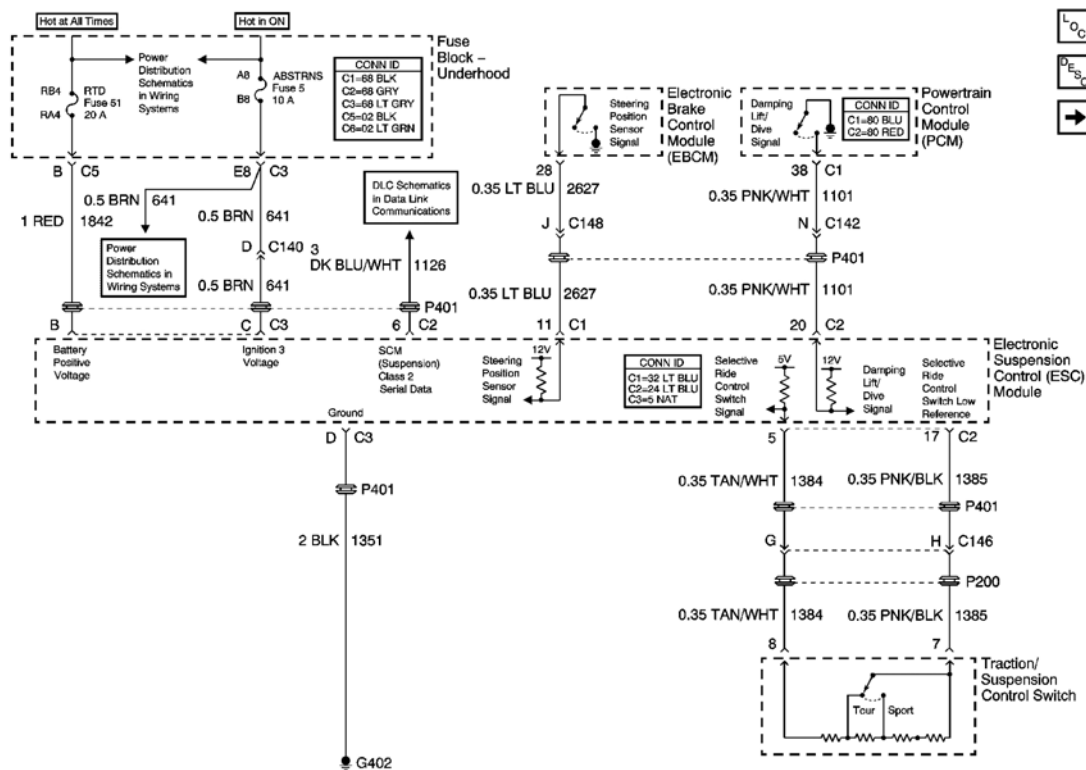 Hot at All Times
Hot in ON
Fuse
Block –
Underhood
Power
Distribution
Schematics
in Wiring
Systems
RB4
RA4
RTD
Fuse 51
20 A
A8
B8
ABSTRNS
Fuse 5
10 A
CONN ID
C1=68 BLK
C2=68 GRY
C3=68 LT GRY
C5=02 BLK
C6=02 LT GRN
Electronic
Brake
Control
Module
(EBCM)
Steering
Position
Sensor
Signal
Powertrain
Control
Module
(PCM)
Damping
Lift/
Dive
Signal
CONN ID
C1=80 BLU
C2=80 RED
LOC
DESC
B C5
E8 C3
28
38 C1
0.5 BRN 641
1 RED 1842
0.5 BRN 641
DLC Schematics
in Data Link
Communications
0.35 LT BLU 2627
0.35 PNK/WHT 1101
Power
Distribution
Schematics in
Wiring Systems
D C140
3
DK BLU/WHT 1126
J C148
N C142
P401
0.5 BRN 641
0.35 LT BLU 2627
0.35 PNK/WHT 1101
P401
B
C C3
6 C2
11 C1
20 C2
Battery
Positive
Voltage
Ignition 3
Voltage
SCM
(Suspension)
Class 2
Serial Data
Steering
Position
Sensor
Signal
12V
CONN ID
C1=32 LT BLU
C2=24 LT BLU
C3=5 NAT
Selective
Ride
Control
Switch
Signal
5V
12V
Damping
Lift/
Dive
Signal
Selective
Ride
Control
Switch Low
Reference
Electronic
Suspension
Control (ESC)
Module
Ground
D C3
5
17 C2
P401
0.35 TAN/WHT 1384
0.35 PNK/BLK 1385
P401
2 BLK 1351
G
H C146
P200
0.35 TAN/WHT 1384
0.35 PNK/BLK 1385
8
7
Traction/
Suspension
Control Switch
Tour Sport
G402